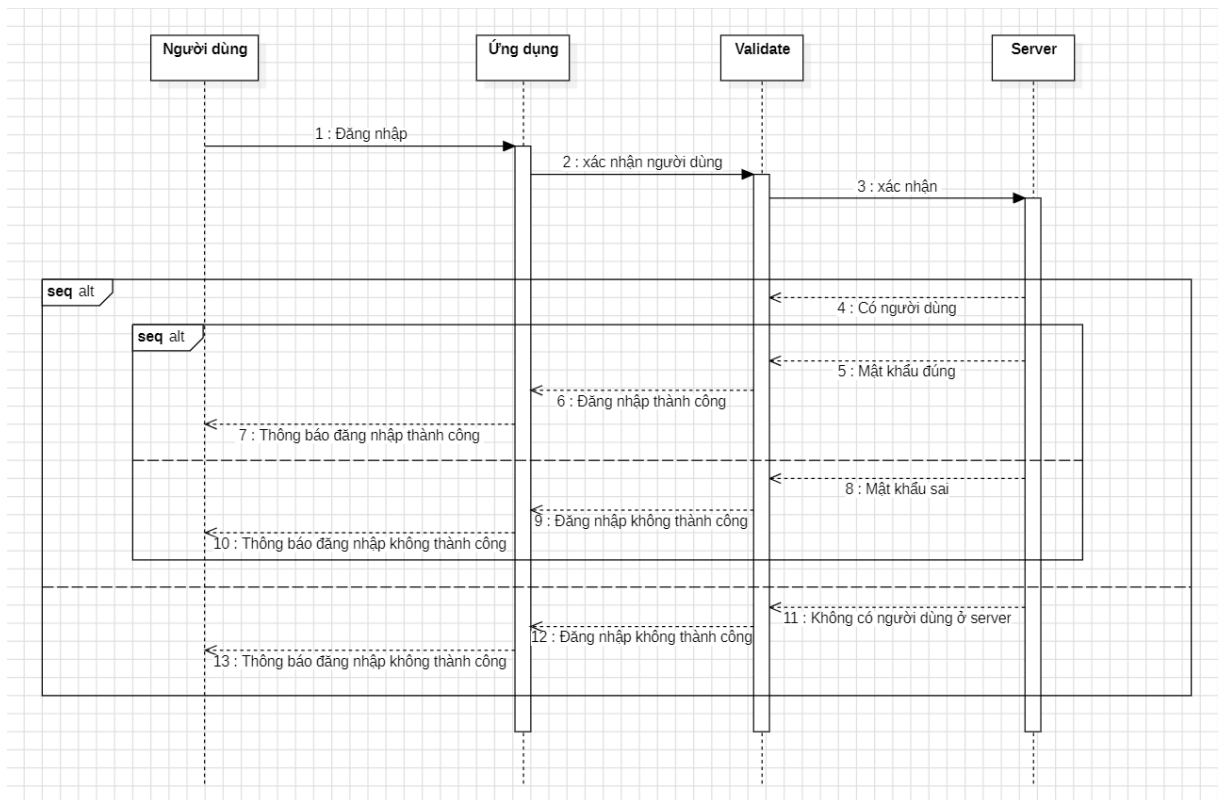 Người dùng
Ứng dụng
Validate
Server
1 : Đăng nhập
2 : xác nhận người dùng
3 : xác nhận
seq alt
4 : Có người dùng
seq alt
5 : Mật khẩu đúng
6 : Đăng nhập thành công
7 : Thông báo đăng nhập thành công
8 : Mật khẩu sai
9 : Đăng nhập không thành công
10 : Thông báo đăng nhập không thành công
11 : Không có người dùng ở server
12 : Đăng nhập không thành công
13 : Thông báo đăng nhập không thành công